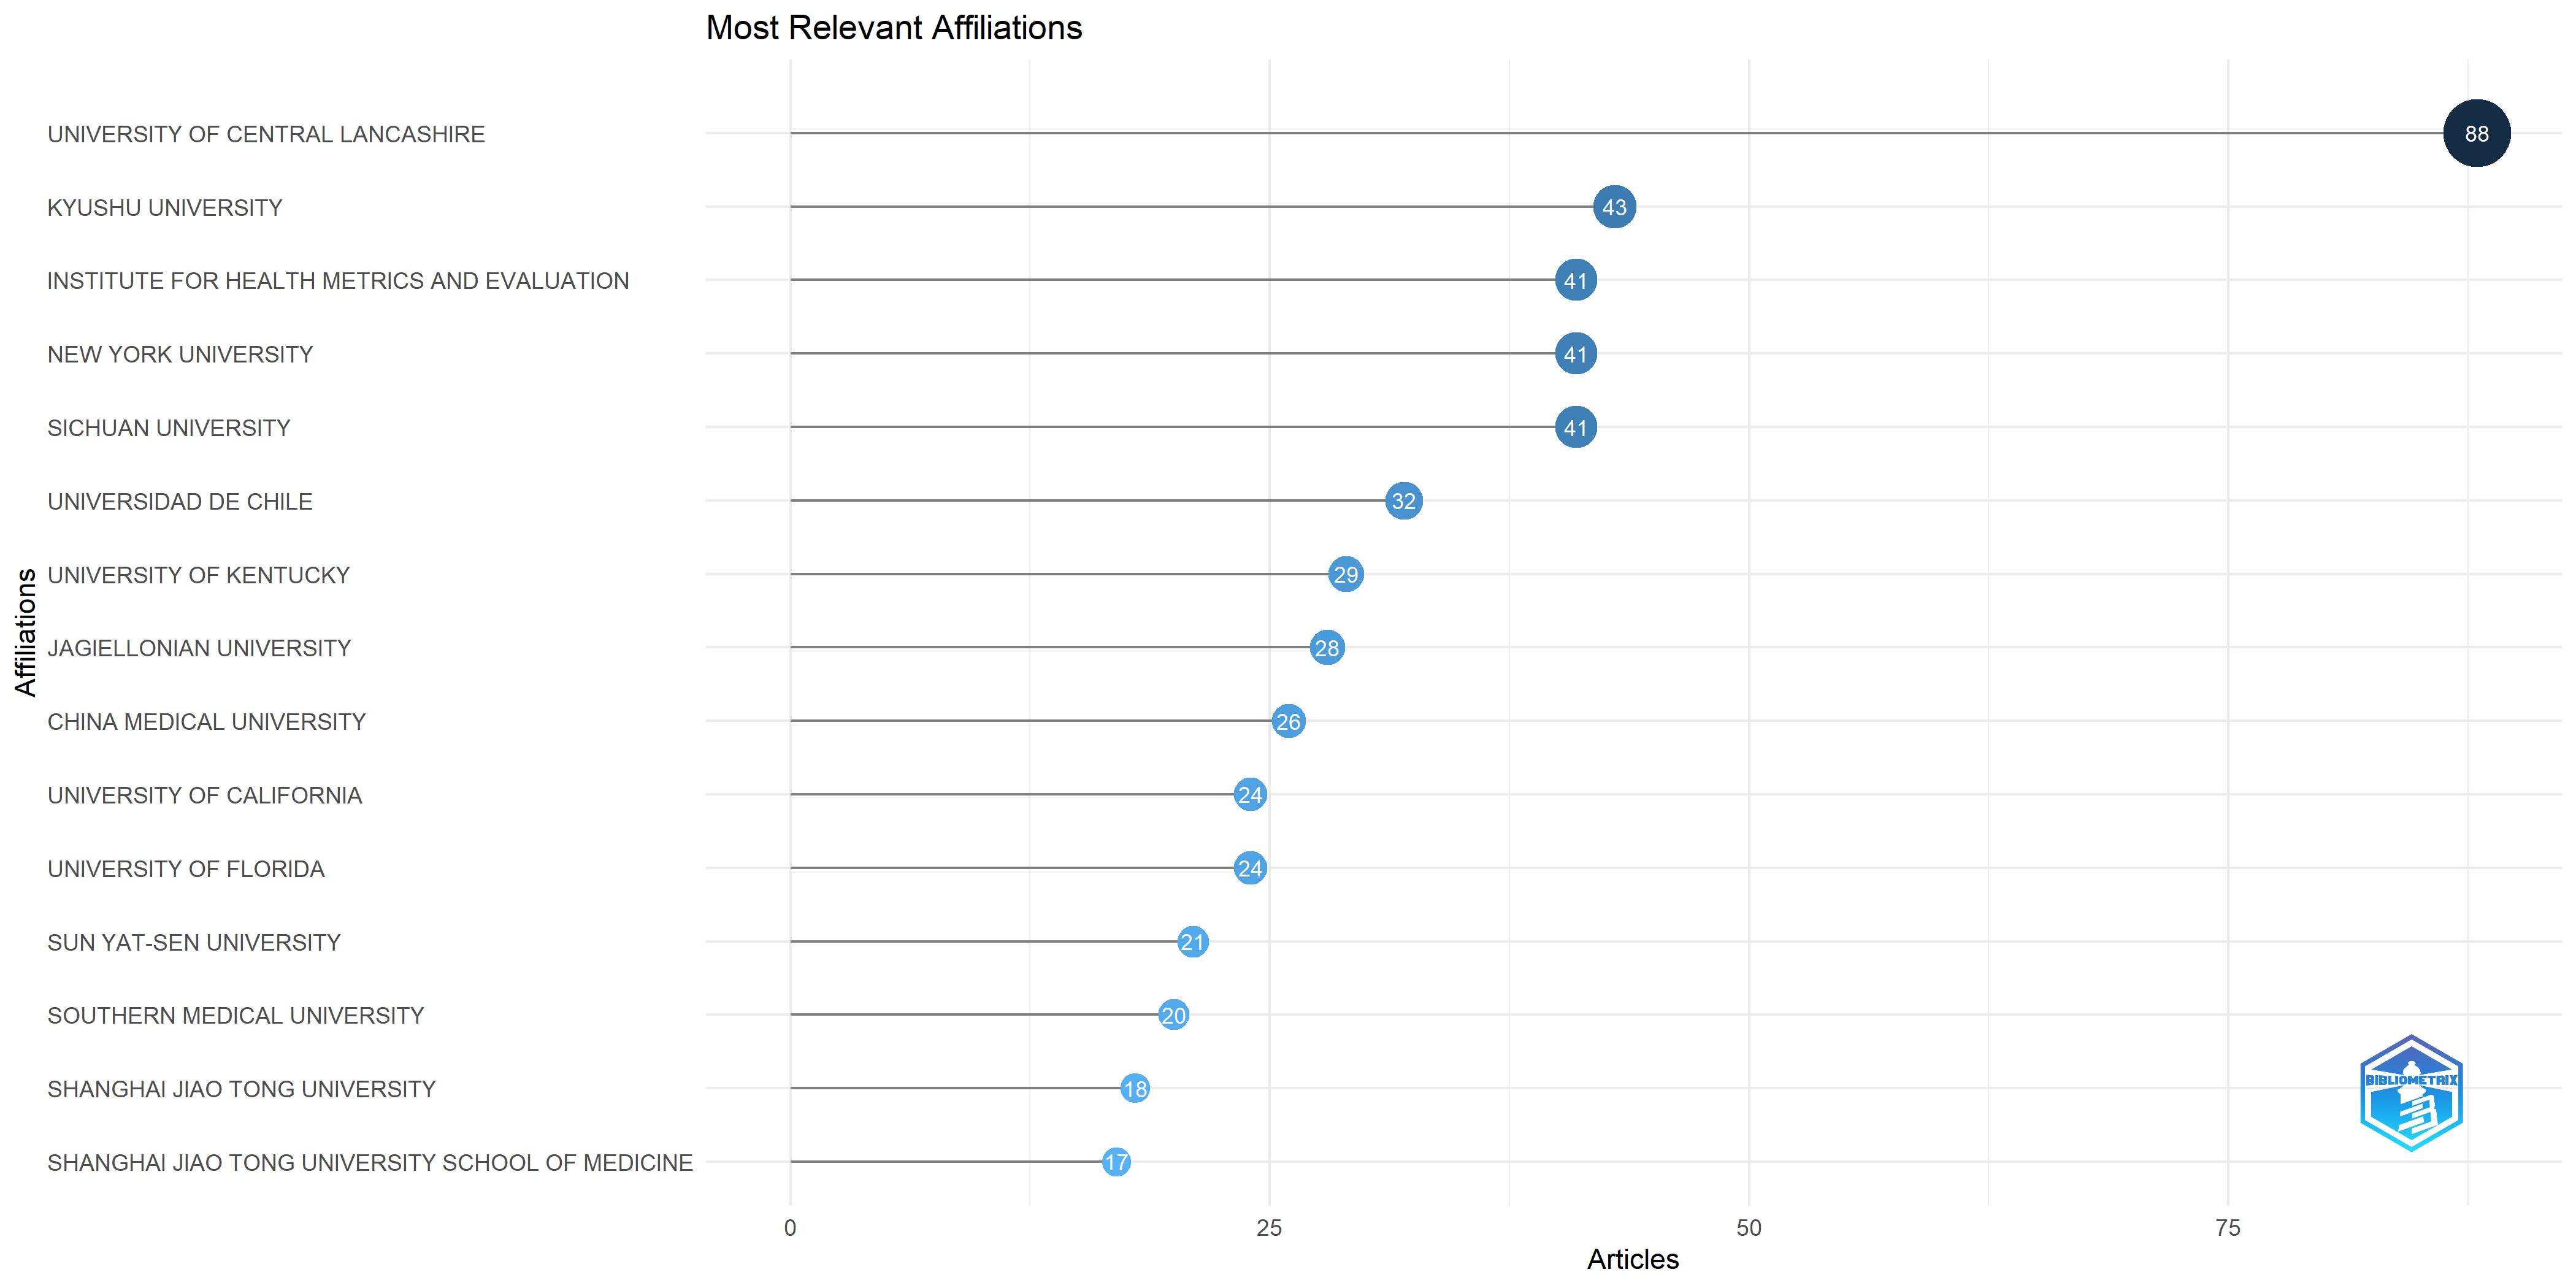 Most Relevant Affiliations
UNIVERSITY OF CENTRAL LANCASHIRE 88
KYUSHU UNIVERSITY 43
INSTITUTE FOR HEALTH METRICS AND EVALUATION 41
NEW YORK UNIVERSITY 41
SICHUAN UNIVERSITY 41
UNIVERSIDAD DE CHILE 32
UNIVERSITY OF KENTUCKY 29
JAGIELLONIAN UNIVERSITY 28
CHINA MEDICAL UNIVERSITY 26
UNIVERSITY OF CALIFORNIA 24
UNIVERSITY OF FLORIDA 24
SUN YAT-SEN UNIVERSITY 21
SOUTHERN MEDICAL UNIVERSITY 20
SHANGHAI JIAO TONG UNIVERSITY 18
SHANGHAI JIAO TONG UNIVERSITY SCHOOL OF MEDICINE 17
Affiliations
BIBLIOMETRIX
0 25 50 75
Articles